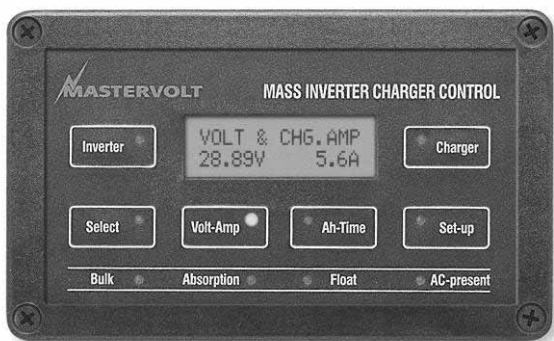 MASTERVOLT
MASS INVERTER CHARGER CONTROL
Inverter
VOLT & CHG.AMP
28.89V 5.6A
Charger
Select
Volt-Amp
Ah-Time
Set-up
Bulk
Absorption
Float
AC-present